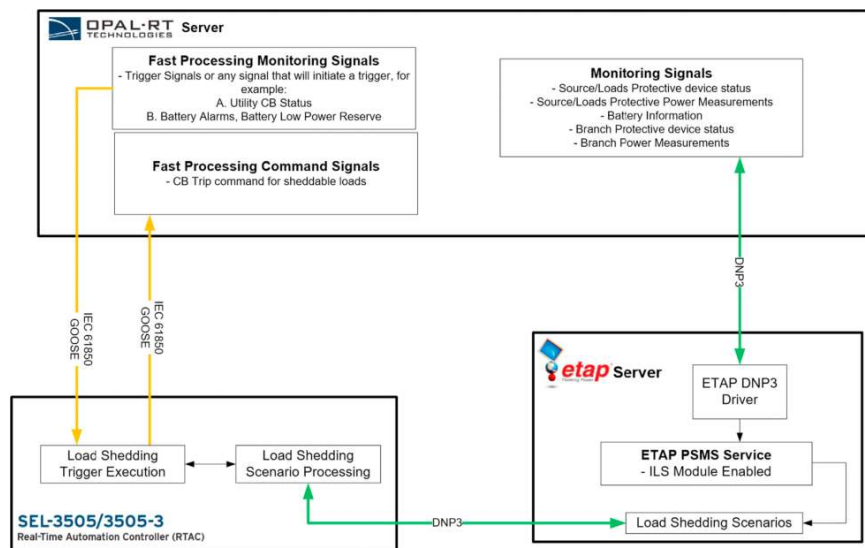 OPAL-RT
TECHNOLOGIES
Server
Fast Processing Monitoring Signals
- Trigger Signals or any signal that will initiate a trigger, for
example:
A. Utility CB Status
B. Battery Alarms, Battery Low Power Reserve
Fast Processing Command Signals
- CB Trip command for sheddable loads
Monitoring Signals
- Source/Loads Protective device status
- Source/Loads Protective Power Measurements
- Battery Information
- Branch Protective device status
- Branch Power Measurements
IEC 61850
GOOSE
IEC 61850
GOOSE
DNP3
etap Server
ETAP DNP3
Driver
ETAP PSMS Service
- ILS Module Enabled
Load Shedding Scenarios
Load Shedding
Trigger Execution
Load Shedding
Scenario Processing
DNP3
SEL-3505/3505-3
Real-Time Automation Controller (RTAC)